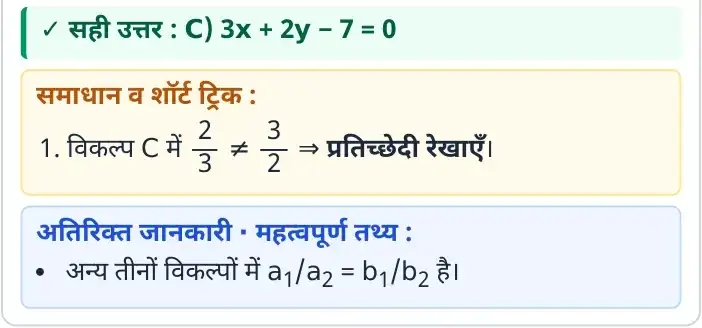 ✓ सही उत्तर : C) 3x + 2y − 7 = 0
समाधान व शॉर्ट ट्रिक :
1. विकल्प C में 2/3 ≠ 3/2 ⇒ प्रतिच्छेदी रेखाएँ।
अतिरिक्त जानकारी · महत्वपूर्ण तथ्य :
• अन्य तीनों विकल्पों में a₁/a₂ = b₁/b₂ है।